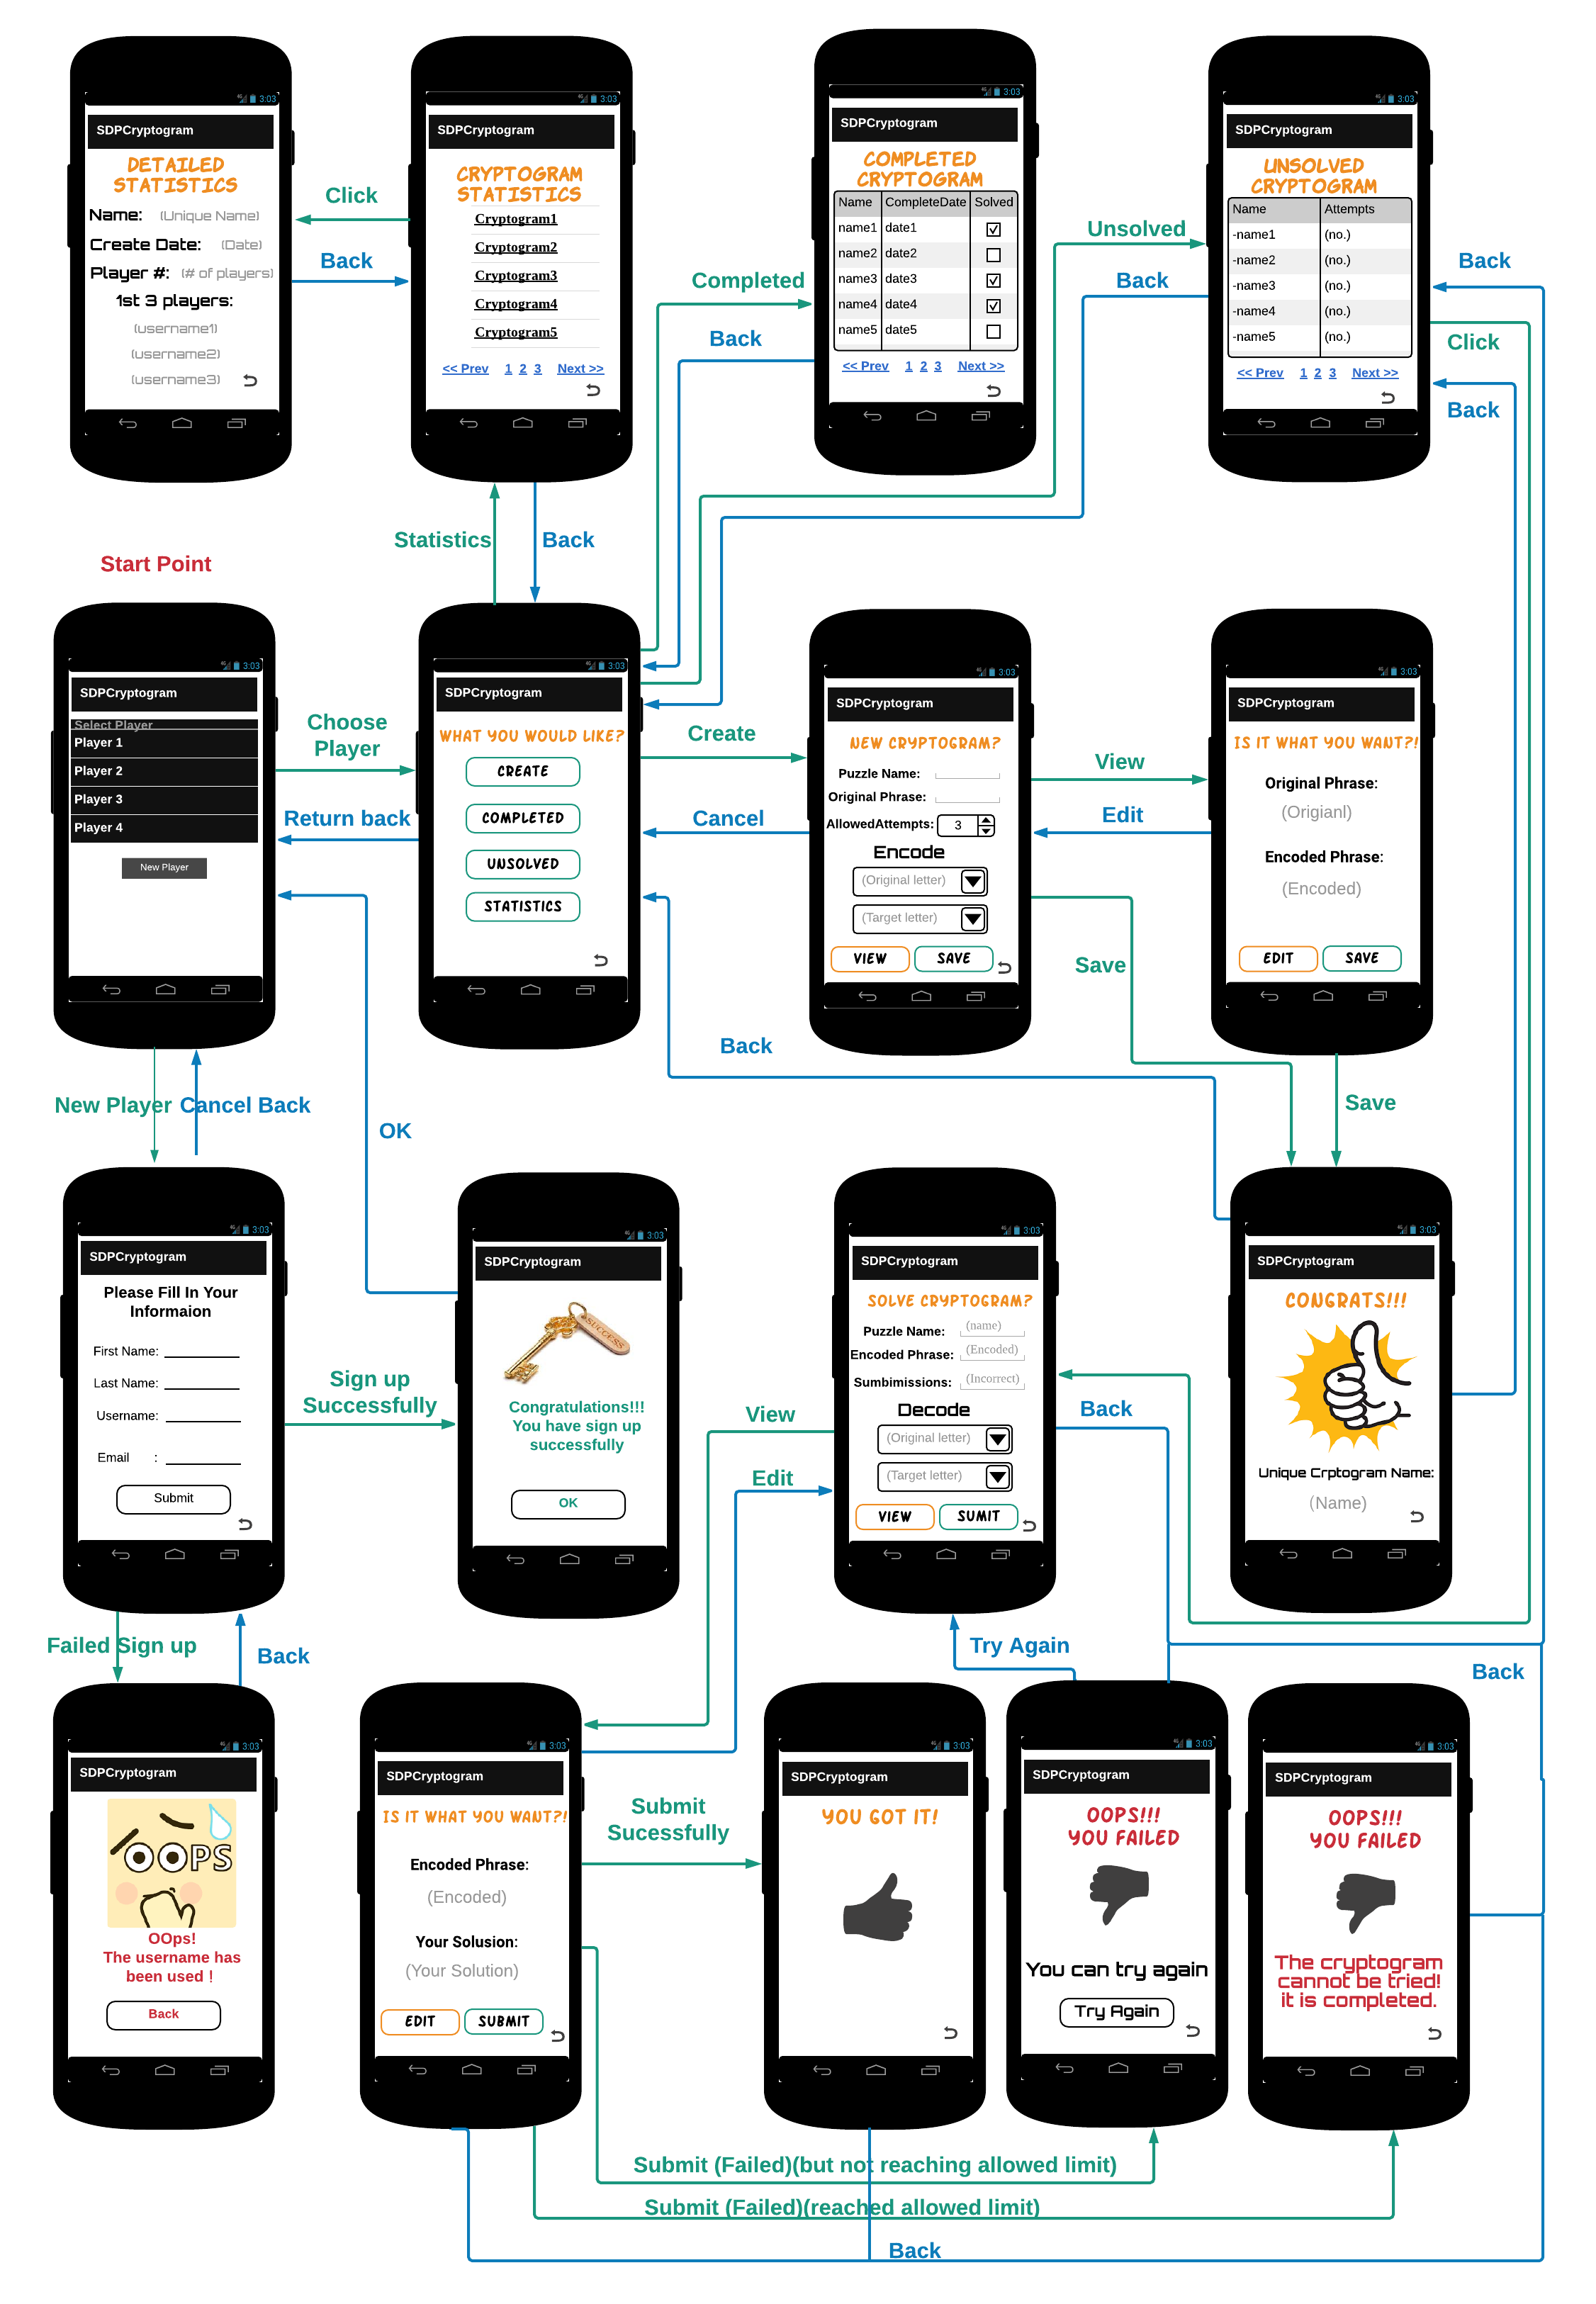 3:03
SDPCryptogram
DETAILED
STATISTICS
Name: (Unique Name)
Create Date: (Date)
Player #: (# of players)
1st 3 players:
(username1)
(username2)
(username3)
Click
Back
3:03
SDPCryptogram
CRYPTOGRAM
STATISTICS
Cryptogram1
Cryptogram2
Cryptogram3
Cryptogram4
Cryptogram5
<< Prev 1 2 3 Next >>
Completed
Back
3:03
SDPCryptogram
COMPLETED
CRYPTOGRAM
Name CompleteDate Solved
name1 date1
name2 date2
name3 date3
name4 date4
name5 date5
<< Prev 1 2 3 Next >>
Unsolved
Back
3:03
SDPCryptogram
UNSOLVED
CRYPTOGRAM
Name Attempts
-name1 (no.)
-name2 (no.)
-name3 (no.)
-name4 (no.)
-name5 (no.)
<< Prev 1 2 3 Next >>
Back
Click
Back
Statistics
Back
Start Point
3:03
SDPCryptogram
Select Player
Player 1
Player 2
Player 3
Player 4
New Player
Choose
Player
Return back
3:03
SDPCryptogram
WHAT YOU WOULD LIKE?
CREATE
COMPLETED
UNSOLVED
STATISTICS
Create
Cancel
3:03
SDPCryptogram
NEW CRYPTOGRAM?
Puzzle Name:
Original Phrase:
AllowedAttempts: 3
Encode
(Original letter)
(Target letter)
VIEW SAVE
View
Edit
3:03
SDPCryptogram
IS IT WHAT YOU WANT?!
Original Phrase:
(Origianl)
Encoded Phrase:
(Encoded)
EDIT SAVE
Save
Back
Save
New Player
Cancel Back
OK
3:03
SDPCryptogram
Please Fill In Your
Informaion
First Name:
Last Name:
Username:
Email :
Submit
Sign up
Successfully
3:03
SDPCryptogram
SUCCESS
Congratulations!!!
You have sign up
successfully
OK
View
Edit
3:03
SDPCryptogram
SOLVE CRYPTOGRAM?
Puzzle Name: (name)
Encoded Phrase: (Encoded)
Sumbimissions: (Incorrect)
Decode
(Original letter)
(Target letter)
VIEW SUMIT
Back
3:03
SDPCryptogram
CONGRATS!!!
Unique Crptogram Name:
(Name)
Failed Sign up
Back
Try Again
Back
3:03
SDPCryptogram
OOPS
OOps!
The username has
been used !
Back
3:03
SDPCryptogram
IS IT WHAT YOU WANT?!
Encoded Phrase:
(Encoded)
Your Solusion:
(Your Solution)
EDIT SUBMIT
Submit
Sucessfully
3:03
SDPCryptogram
YOU GOT IT!
3:03
SDPCryptogram
OOPS!!!
YOU FAILED
You can try again
Try Again
3:03
SDPCryptogram
OOPS!!!
YOU FAILED
The cryptogram
cannot be tried!
it is completed.
Submit (Failed)(but not reaching allowed limit)
Submit (Failed)(reached allowed limit)
Back